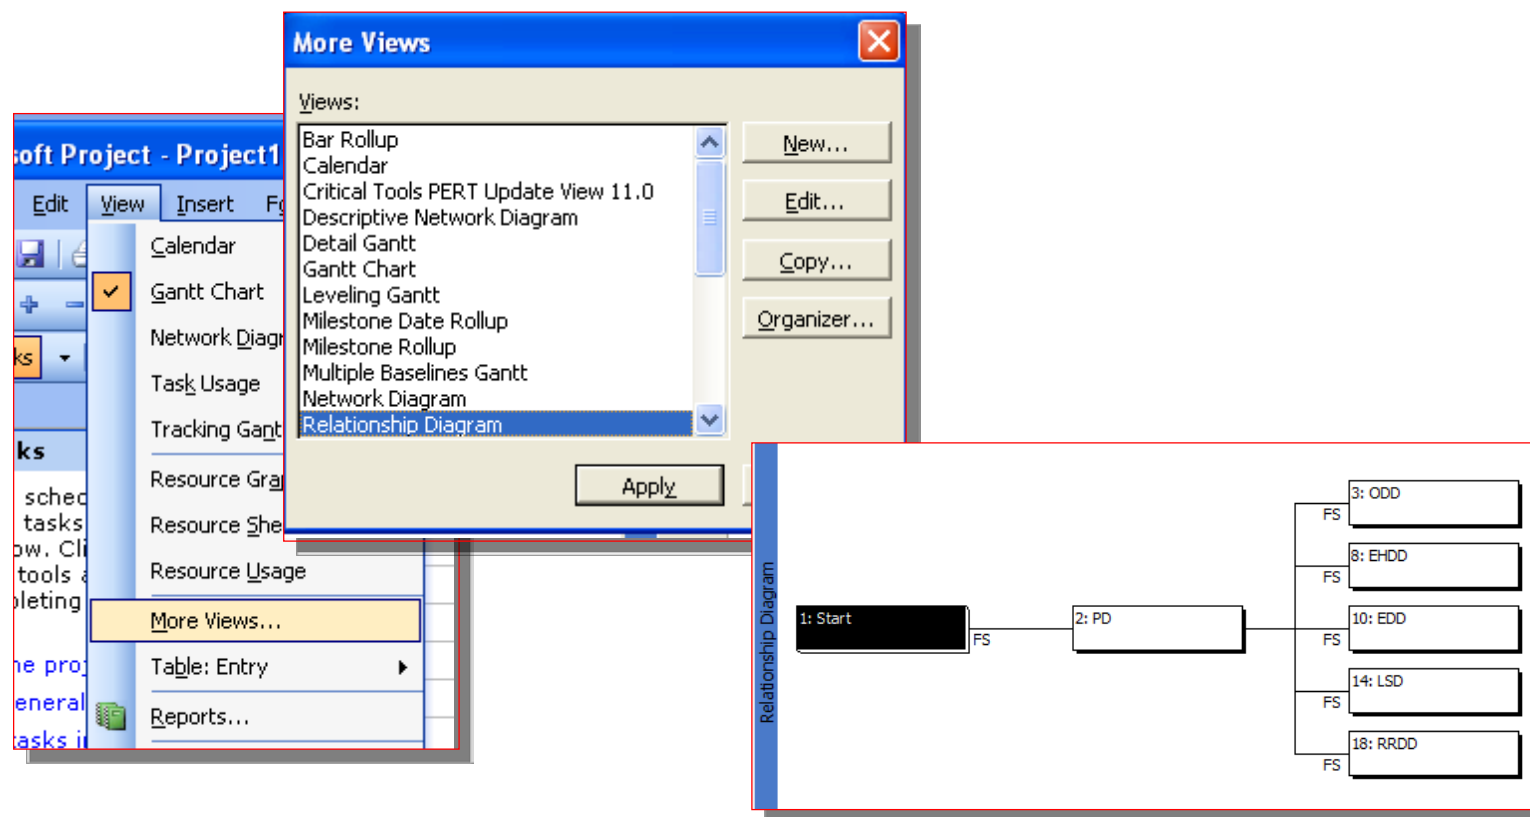 soft Project - Project1
Edit View Insert
Calendar
Gantt Chart
Network Diagr
Task Usage
Tracking Gant
Resource Gra
Resource She
Resource Usage
More Views...
Table: Entry
Reports...
ks
ks
sched
tasks
ow. Cli
tools a
pleting
he proj
eneral
tasks in
More Views
Views:
Bar Rollup
Calendar
Critical Tools PERT Update View 11.0
Descriptive Network Diagram
Detail Gantt
Gantt Chart
Leveling Gantt
Milestone Date Rollup
Milestone Rollup
Multiple Baselines Gantt
Network Diagram
Relationship Diagram
New...
Edit...
Copy...
Organizer...
Apply
Relationship Diagram
1: Start
FS
2: PD
3: ODD
FS
8: EHDD
FS
10: EDD
FS
14: LSD
FS
18: RRDD
FS